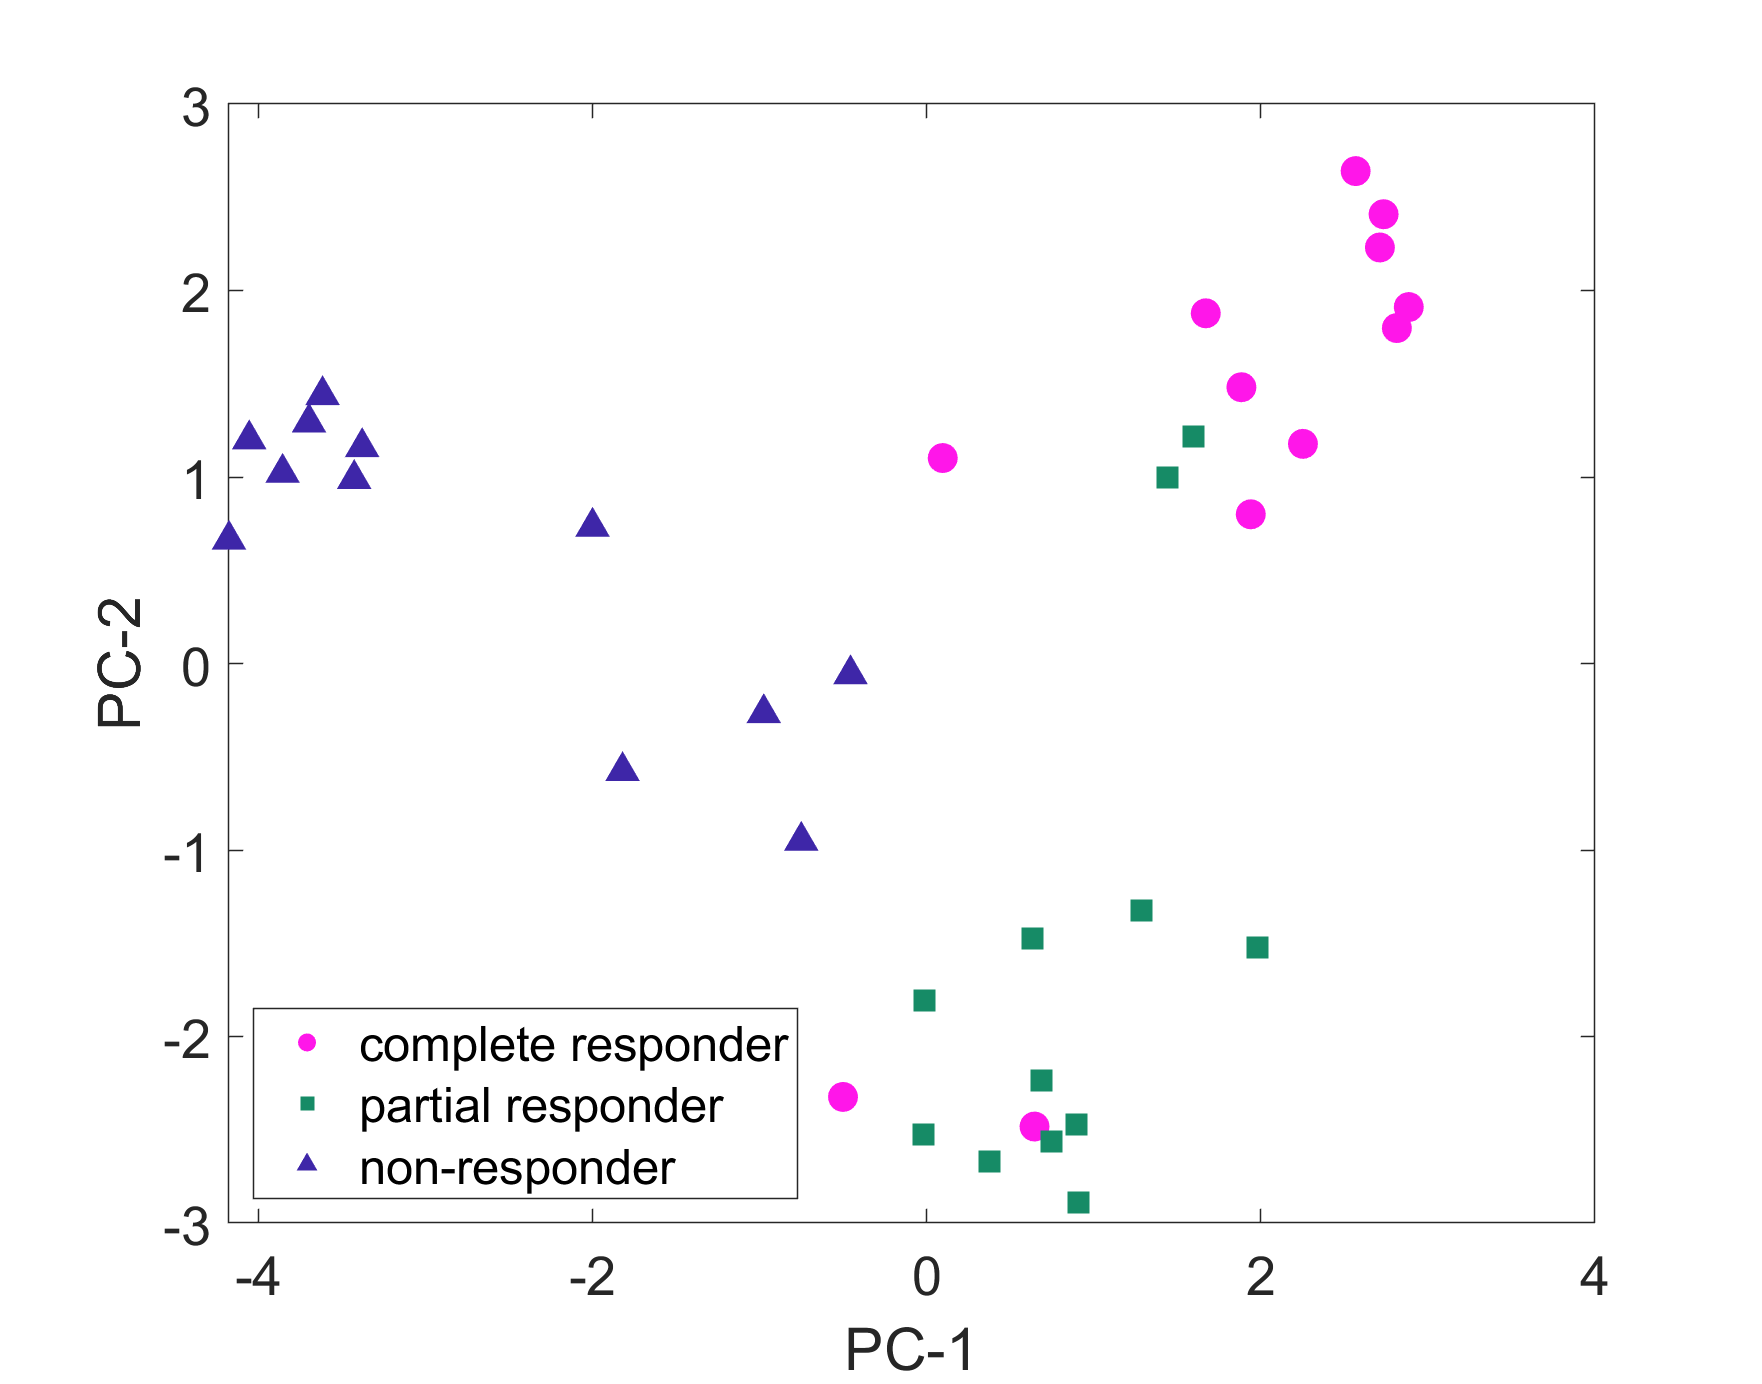 3
2
1
0
-1
-2
-3
PC-2
complete responder
partial responder
non-responder
-4 -2 0 2 4
PC-1